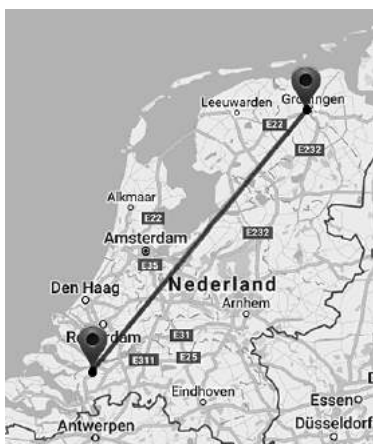 Leeuwarden
Groningen
E22
E232
Alkmaar
E22
E232
Amsterdam
E35
Den Haag
Nederland
Arnhem
Rotterdam
E31
E311
E25
Eindhoven
Essen
Antwerpen
Düsseldorf